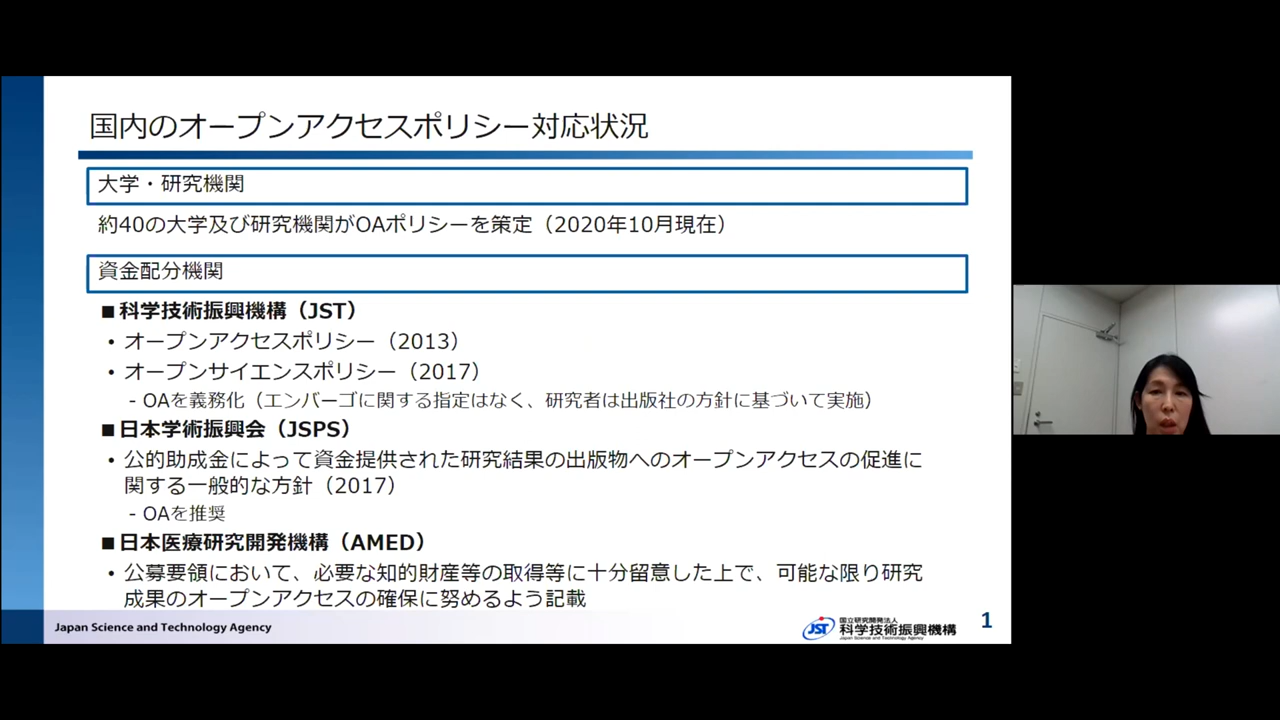 国内のオープンアクセスポリシー対応状況
大学・研究機関
約40の大学及び研究機関がOAポリシーを策定（2020年10月現在）
資金配分機関
■科学技術振興機構（JST）
・オープンアクセスポリシー（2013）
・オープンサイエンスポリシー（2017）
- OAを義務化（エンバーゴに関する指定はなく、研究者は出版社の方針に基づいて実施）
■日本学術振興会（JSPS）
・公的助成金によって資金提供された研究結果の出版物へのオープンアクセスの促進に
関する一般的な方針（2017）
- OAを推奨
■日本医療研究開発機構（AMED）
・公募要領において、必要な知的財産等の取得等に十分留意した上で、可能な限り研究
成果のオープンアクセスの確保に努めるよう記載
Japan Science and Technology Agency
JST
国立研究開発法人
科学技術振興機構
Japan Science and Technology Agency
1